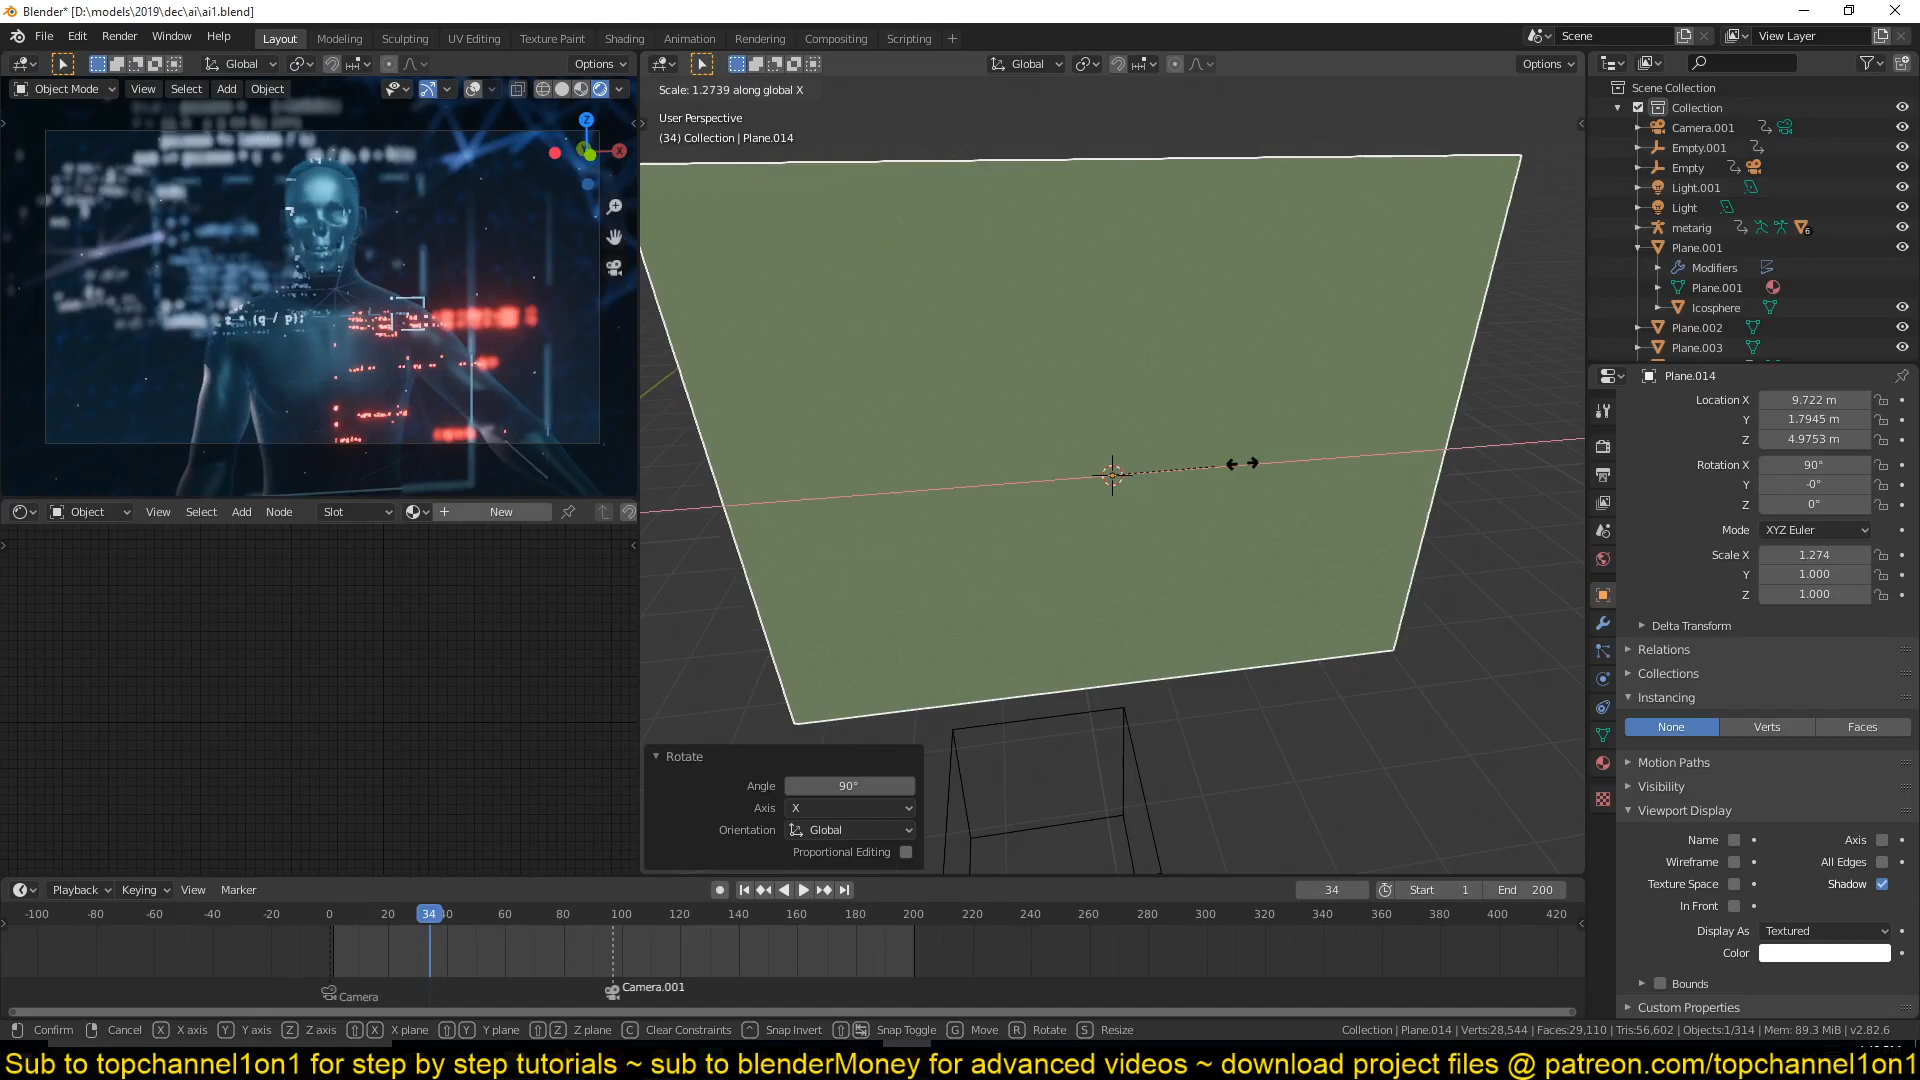 Blender* [D:\models\2019\dec\ai\ai1.blend]
File Edit Render Window Help Layout Modeling Sculpting UV Editing Texture Paint Shading Animation Rendering Compositing Scripting + Scene View Layer
Global Options Global Options
Object Mode View Select Add Object
Scale: 1.2739 along global X
User Perspective
(34) Collection | Plane.014
z * (q / p);
X
Z
Scene Collection
Collection
Camera.001
Empty.001
Empty
Light.001
Light
metarig 6
Plane.001
Modifiers
Plane.001
Icosphere
Plane.002
Plane.003
Plane.014
Location X 9.722 m
Y 1.7945 m
Z 4.9753 m
Rotation X 90°
Y -0°
Z 0°
Mode XYZ Euler
Scale X 1.274
Y 1.000
Z 1.000
Delta Transform
Relations
Collections
Instancing
None Verts Faces
Motion Paths
Visibility
Viewport Display
Name Axis
Wireframe All Edges
Texture Space Shadow
In Front
Display As Textured
Color
Bounds
Custom Properties
Object View Select Add Node Slot New
Rotate
Angle 90°
Axis X
Orientation Global
Proportional Editing
Playback Keying View Marker 34 Start 1 End 200
-100 -80 -60 -40 -20 0 20 34 40 60 80 100 120 140 160 180 200 220 240 260 280 300 320 340 360 380 400 420
Camera Camera.001
Confirm Cancel X X axis Y Y axis Z Z axis X X plane Y Y plane Z Z plane C Clear Constraints ^ Snap Invert Snap Toggle G Move R Rotate S Resize Collection | Plane.014 | Verts:28,544 | Faces:29,110 | Tris:56,602 | Objects:1/314 | Mem: 89.3 MiB | v2.82.6
Sub to topchannel1on1 for step by step tutorials ~ sub to blenderMoney for advanced videos ~ download project files @ patreon.com/topchannel1on1